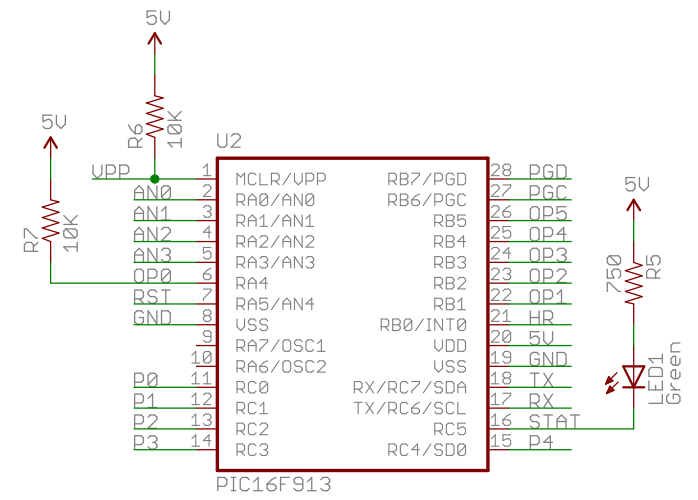 5V
R6
10K
5V
R7
10K
U2
VPP 1 MCLR/VPP RB7/PGD 28 PGD
AN0 2 RA0/AN0 RB6/PGC 27 PGC
AN1 3 RA1/AN1 RB5 26 OP5
AN2 4 RA2/AN2 RB4 25 OP4
AN3 5 RA3/AN3 RB3 24 OP3
OP0 6 RA4 RB2 23 OP2
RST 7 RA5/AN4 RB1 22 OP1
GND 8 VSS RB0/INT0 21 HR
9 RA7/OSC1 VDD 20 5V
10 RA6/OSC2 VSS 19 GND
P0 11 RC0 RX/RC7/SDA 18 TX
P1 12 RC1 TX/RC6/SCL 17 RX
P2 13 RC2 RC5 16 STAT
P3 14 RC3 RC4/SD0 15 P4
PIC16F913
5V
750
R5
LED1
Green